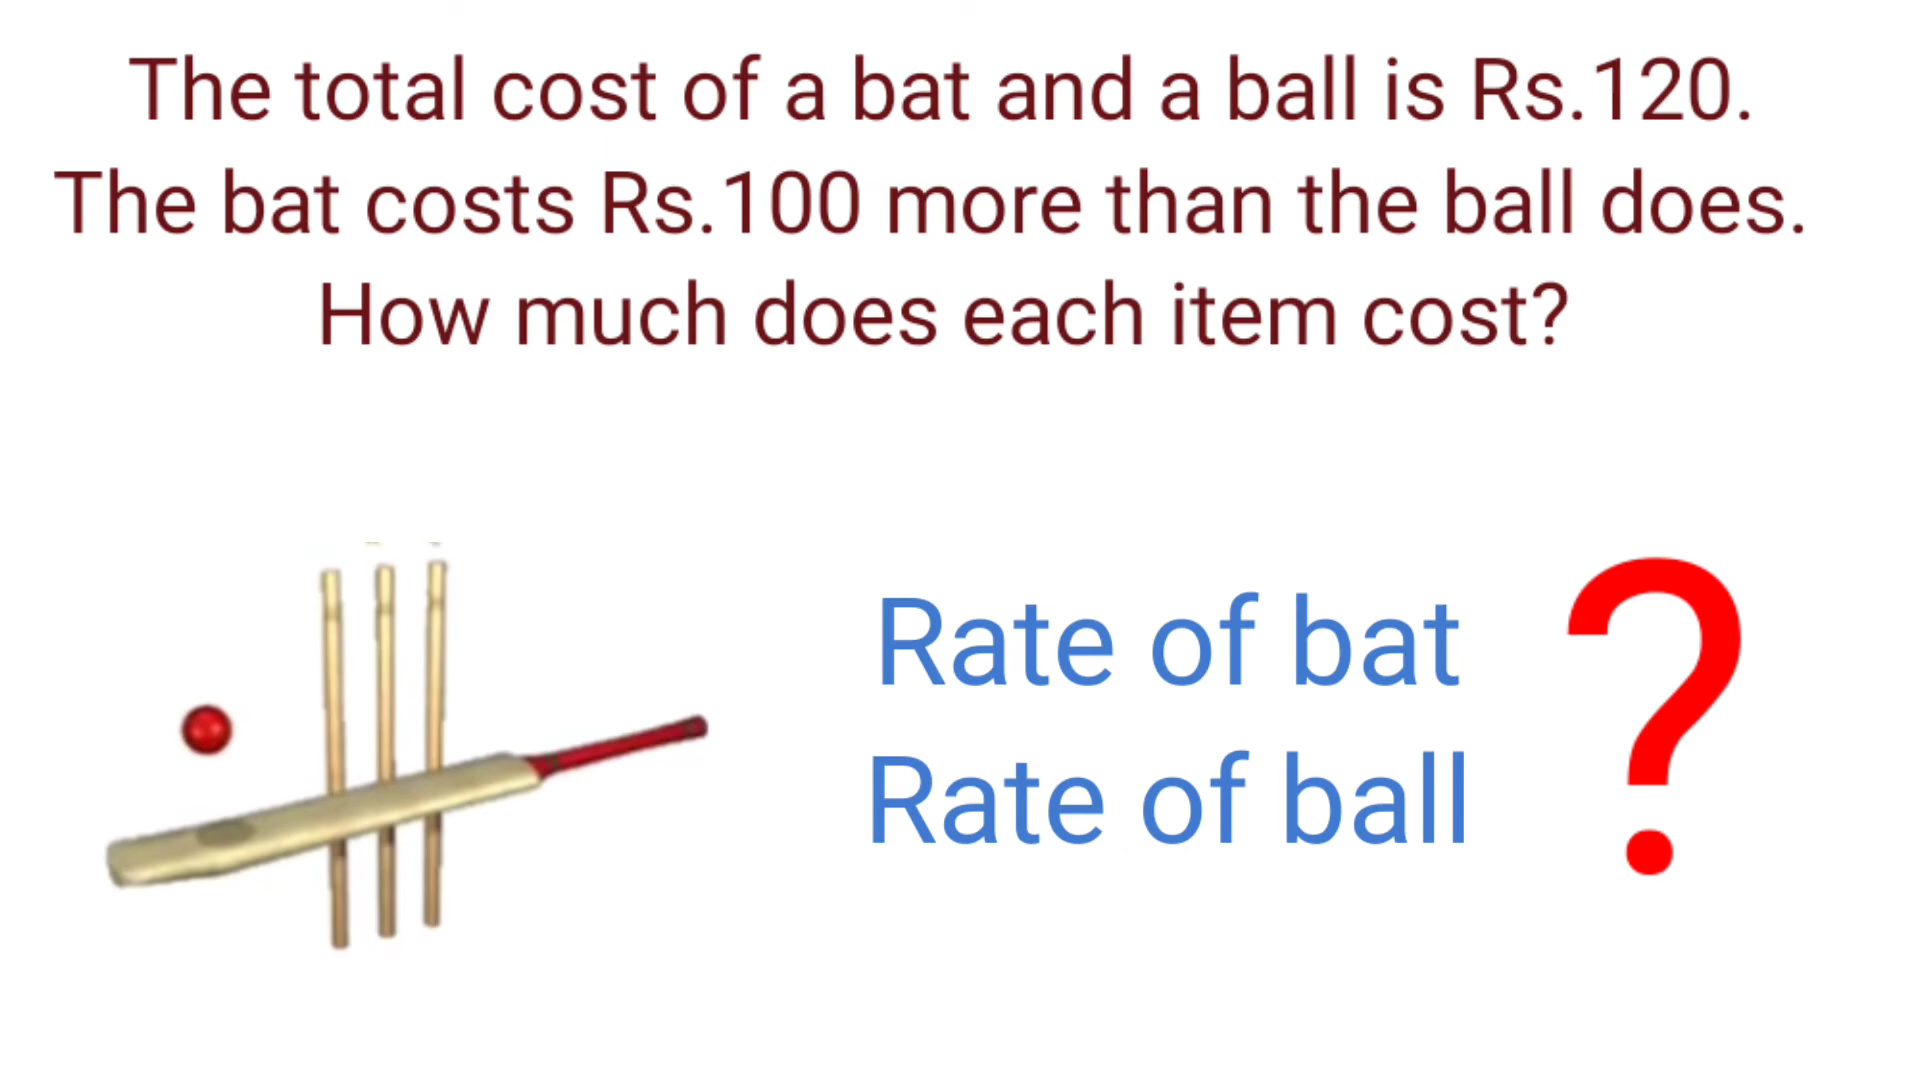 The total cost of a bat and a ball is Rs.120.
The bat costs Rs.100 more than the ball does.
How much does each item cost?
Rate of bat
Rate of ball
?